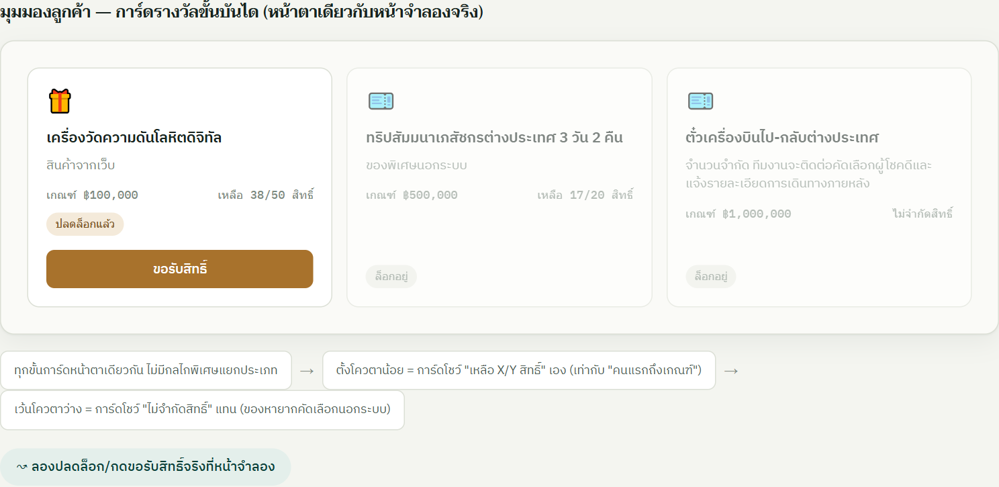 มุมมองลูกค้า — การ์ดรางวัลขั้นบันได (หน้าตาเดียวกับหน้าจำลองจริง)
เครื่องวัดความดันโลหิตดิจิทัล
สินค้าจากเว็บ
เกณฑ์ ฿100,000
เหลือ 38/50 สิทธิ์
ปลดล็อกแล้ว
ขอรับสิทธิ์
ทริปสัมมนาเภสัชกรต่างประเทศ 3 วัน 2 คืน
ของพิเศษนอกระบบ
เกณฑ์ ฿500,000
เหลือ 17/20 สิทธิ์
ล็อกอยู่
ตั๋วเครื่องบินไป-กลับต่างประเทศ
จำนวนจำกัด ทีมงานจะติดต่อคัดเลือกผู้โชคดีและ
แจ้งรายละเอียดการเดินทางภายหลัง
เกณฑ์ ฿1,000,000
ไม่จำกัดสิทธิ์
ล็อกอยู่
ทุกขั้นการ์ดหน้าตาเดียวกัน ไม่มีกลไกพิเศษแยกประเภท
→
ตั้งโควตาน้อย = การ์ดโชว์ "เหลือ X/Y สิทธิ์" เอง (เท่ากับ "คนแรกถึงเกณฑ์")
→
เว้นโควตาว่าง = การ์ดโชว์ "ไม่จำกัดสิทธิ์" แทน (ของหายากคัดเลือกนอกระบบ)
↝ ลองปลดล็อก/กดขอรับสิทธิ์จริงที่หน้าจำลอง